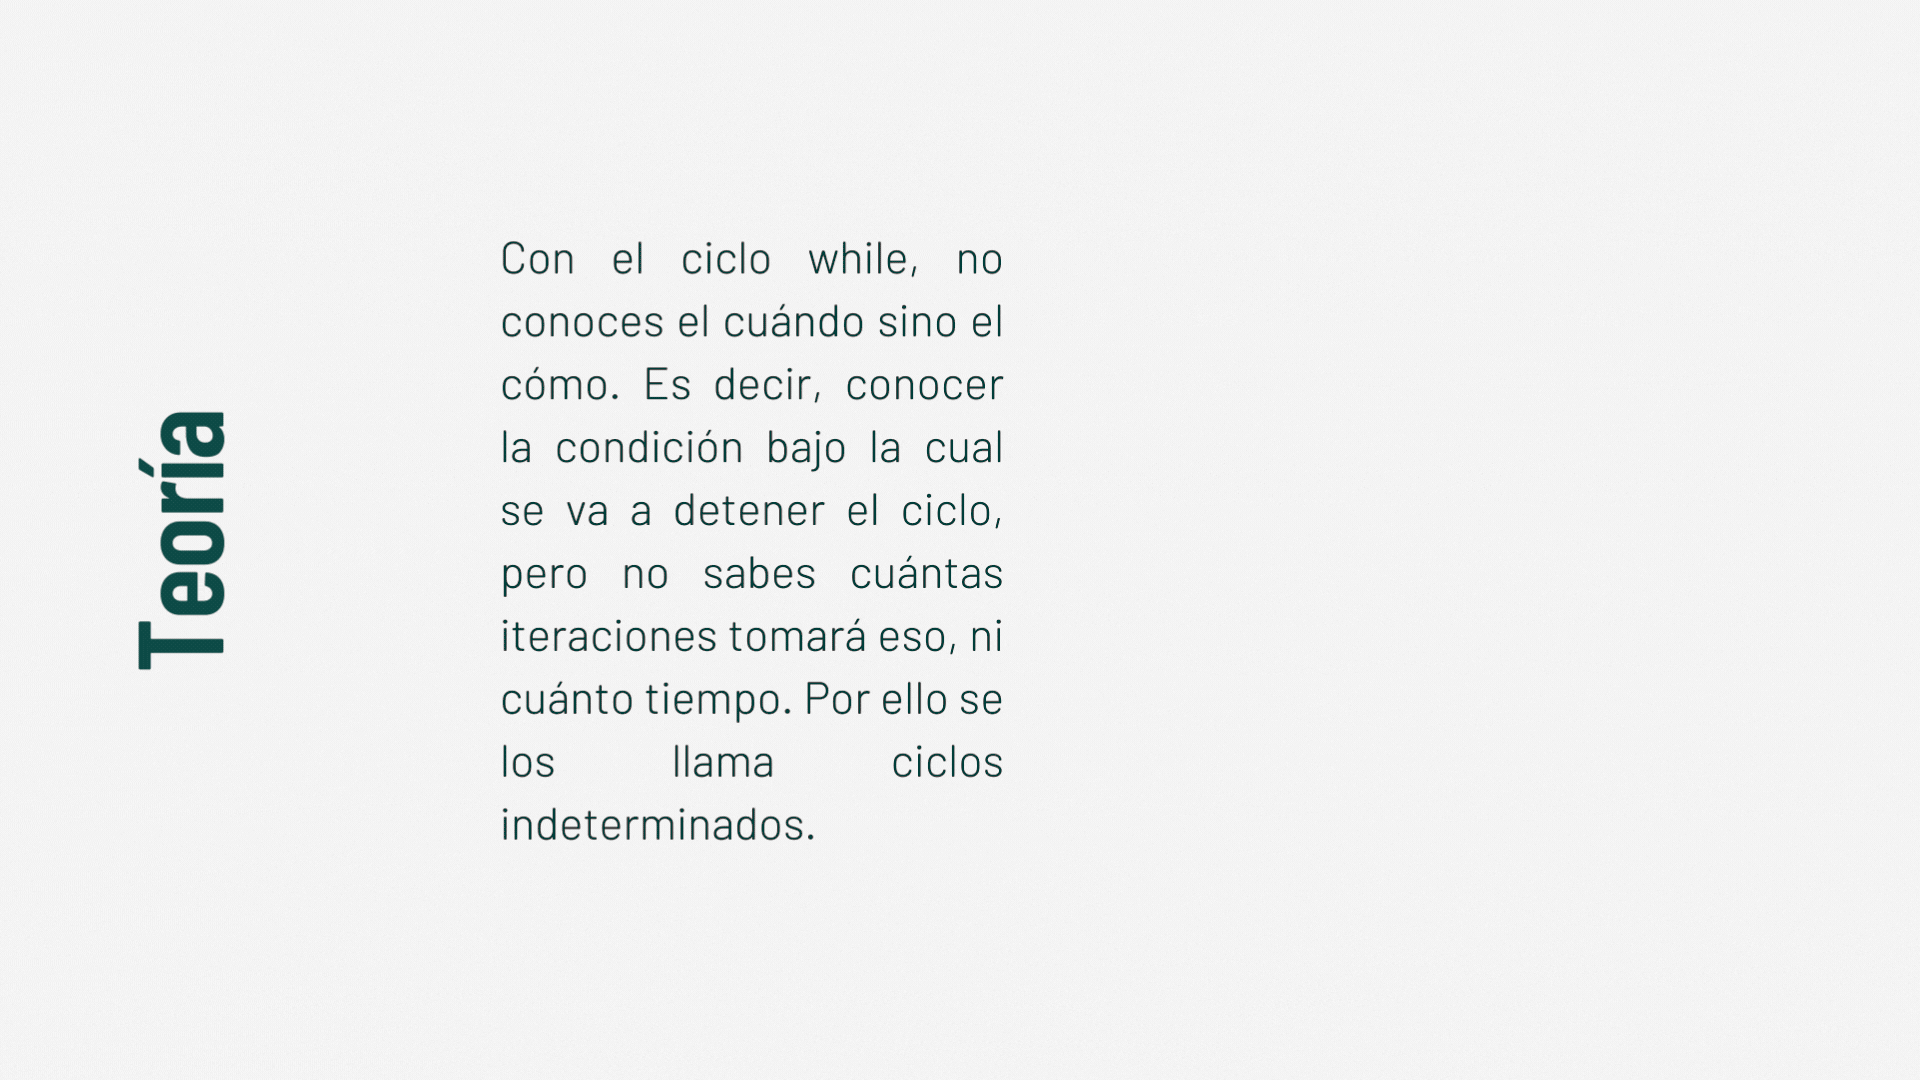 Teoría
Con el ciclo while, no
conoces el cuándo sino el
cómo. Es decir, conocer
la condición bajo la cual
se va a detener el ciclo,
pero no sabes cuántas
iteraciones tomará eso, ni
cuánto tiempo. Por ello se
los llama ciclos
indeterminados.